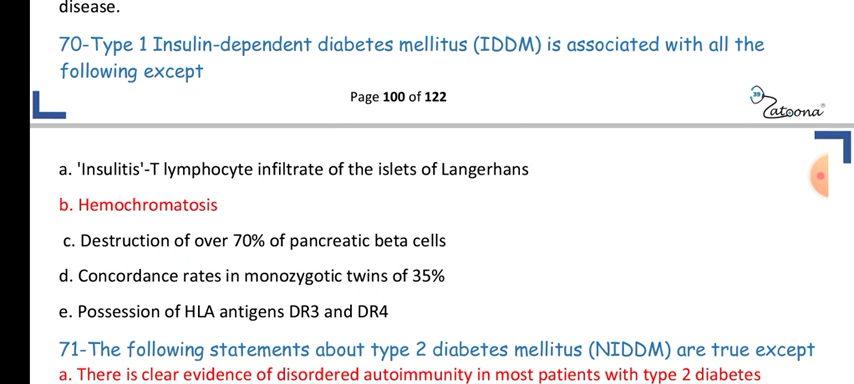 disease.
70-Type 1 Insulin-dependent diabetes mellitus (IDDM) is associated with all the
following except
Page 100 of 122
39
Zatoona
a. 'Insulitis'-T lymphocyte infiltrate of the islets of Langerhans
b. Hemochromatosis
c. Destruction of over 70% of pancreatic beta cells
d. Concordance rates in monozygotic twins of 35%
e. Possession of HLA antigens DR3 and DR4
71-The following statements about type 2 diabetes mellitus (NIDDM) are true except
a. There is clear evidence of disordered autoimmunity in most patients with type 2 diabetes